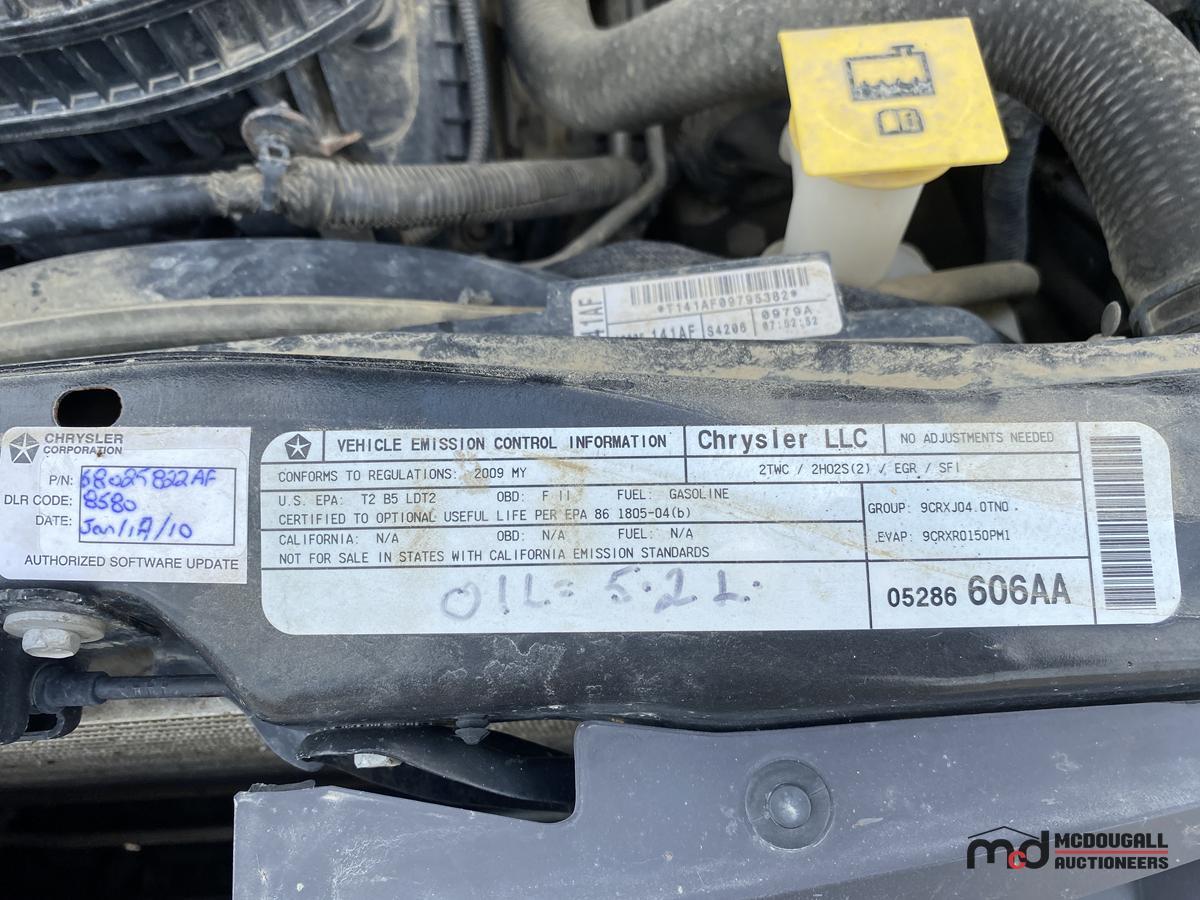 *T141AF09795382*
41AF
141AF S4206
0979A
07:52:52
CHRYSLER
CORPORATION
P/N: 68025822AF
DLR CODE: 8580
DATE:
AUTHORIZED SOFTWARE UPDATE
VEHICLE EMISSION CONTROL INFORMATION Chrysler LLC NO ADJUSTMENTS NEEDED
CONFORMS TO REGULATIONS: 2009 MY 2TWC / 2HO2S(2) / EGR / SFI
U.S. EPA: T2 B5 LDT2 OBD: F II FUEL: GASOLINE
CERTIFIED TO OPTIONAL USEFUL LIFE PER EPA 86 1805-04(b)
GROUP: 9CRXJ04.0TN0
CALIFORNIA: N/A OBD: N/A FUEL: N/A
NOT FOR SALE IN STATES WITH CALIFORNIA EMISSION STANDARDS
EVAP: 9CRXR0150PM1
OIL= 5.2 L.
05286 606AA
mcd MCDOUGALL
AUCTIONEERS